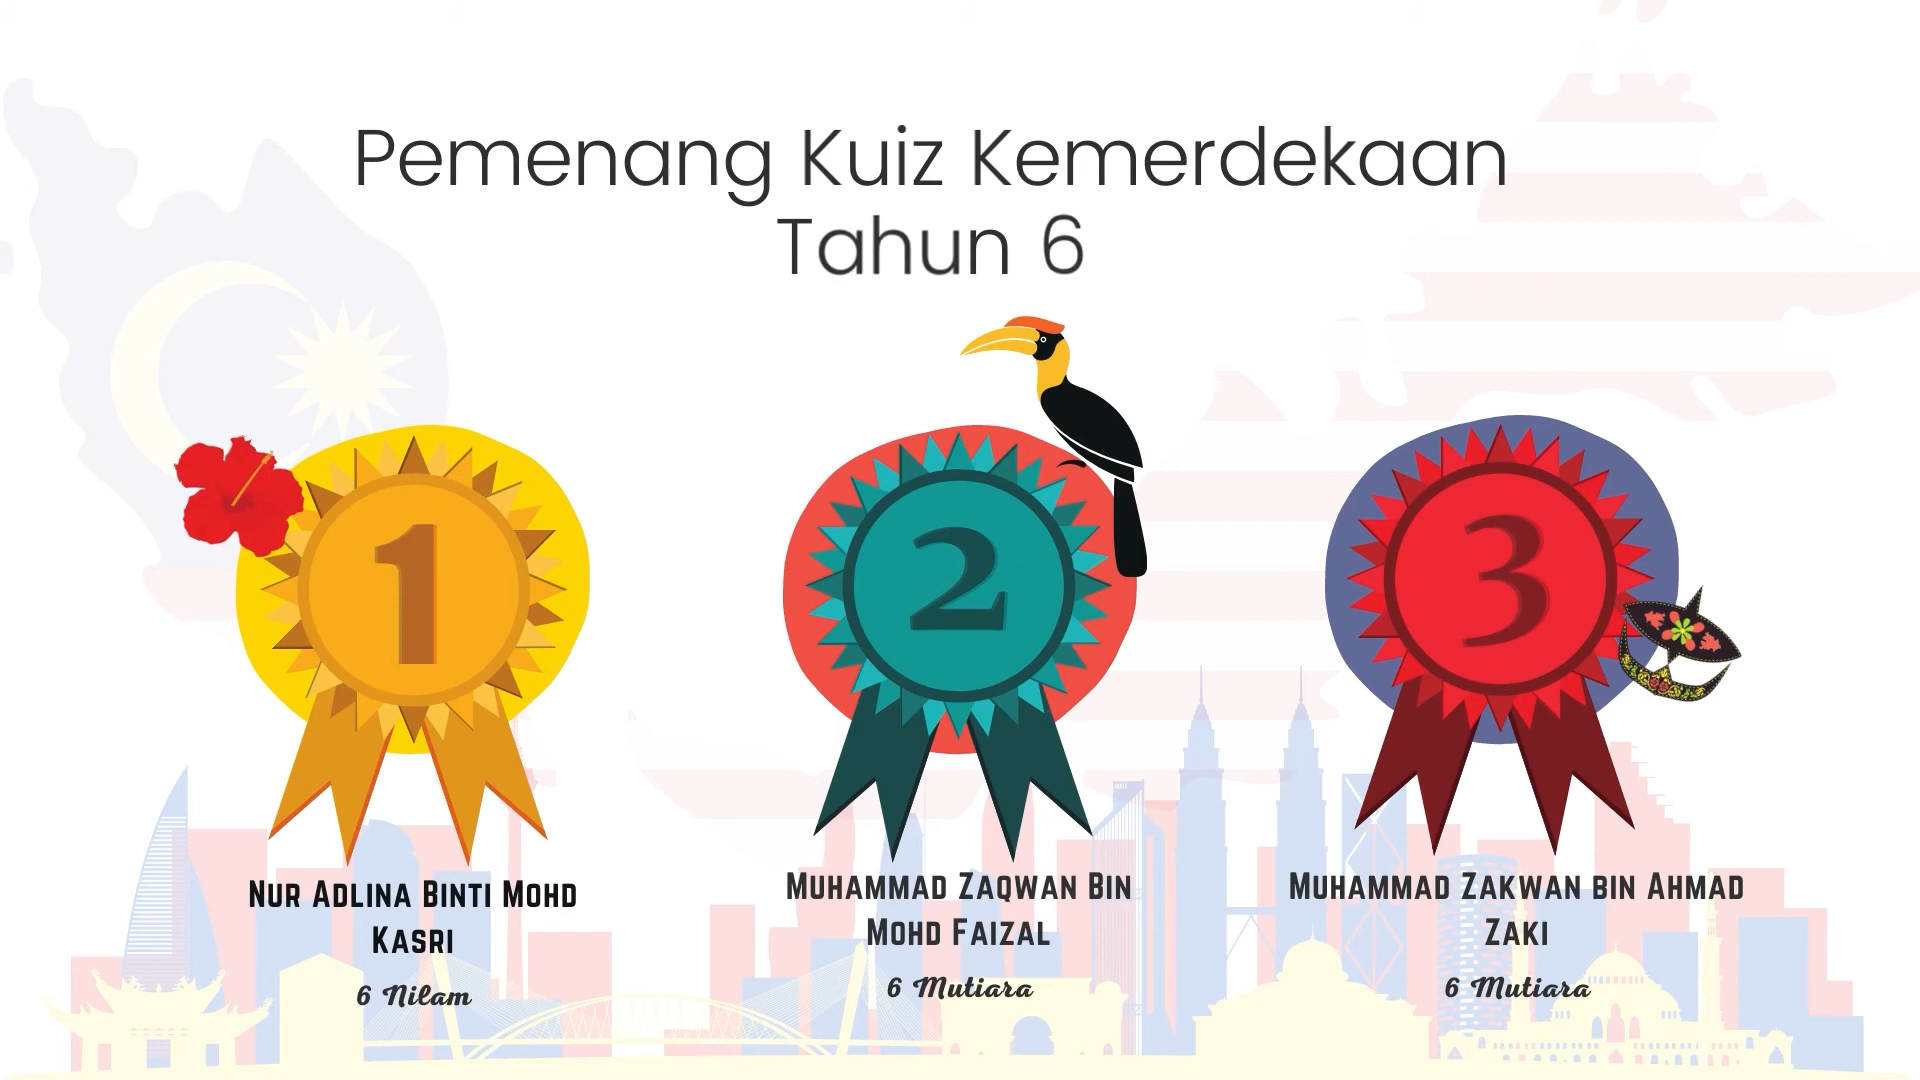 Pemenang Kuiz Kemerdekaan
Tahun 6
1
2
3
Nur Adlina Binti Mohd
Kasri
6 Nilam
Muhammad Zaqwan Bin
Mohd Faizal
6 Mutiara
Muhammad Zakwan bin Ahmad
Zaki
6 Mutiara